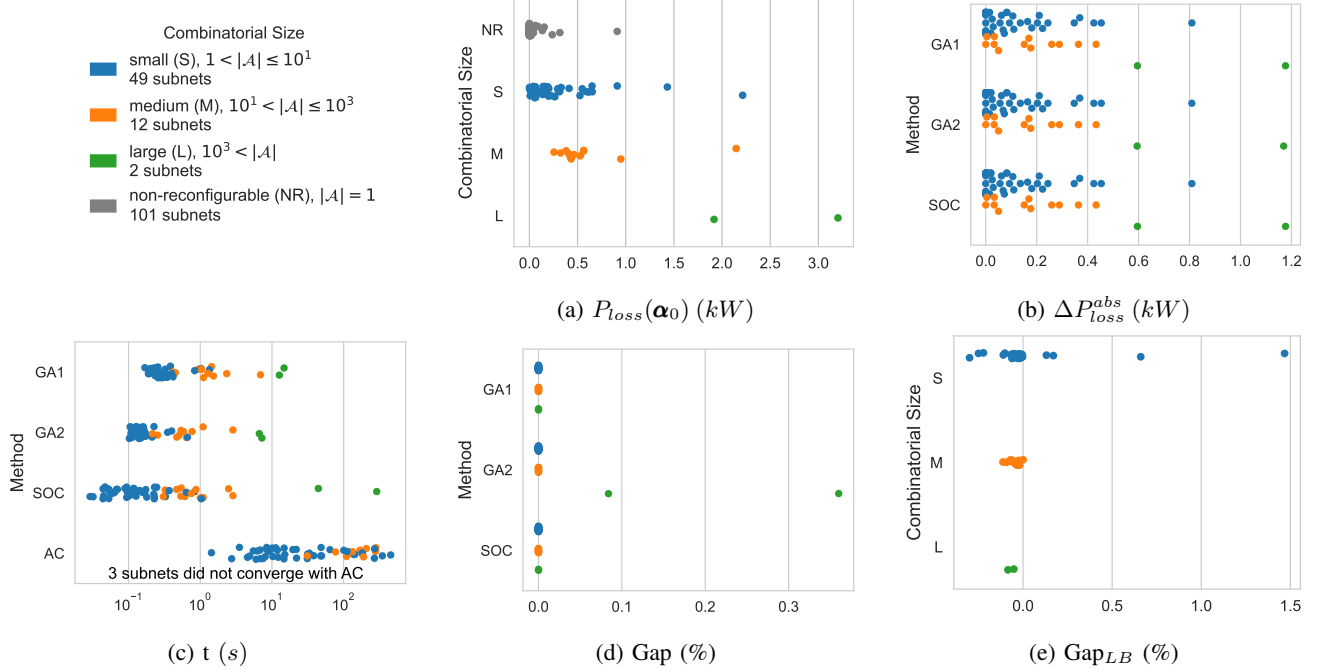 Combinatorial Size
small (S), 1 < |𝒜| ≤ 10¹
49 subnets
medium (M), 10¹ < |𝒜| ≤ 10³
12 subnets
large (L), 10³ < |𝒜|
2 subnets
non-reconfigurable (NR), |𝒜| = 1
101 subnets
Combinatorial Size
NR
S
M
L
0.0 0.5 1.0 1.5 2.0 2.5 3.0
(a) P_loss(α₀) (kW)
Method
GA1
GA2
SOC
0.0 0.2 0.4 0.6 0.8 1.0 1.2
(b) ΔP^abs_loss (kW)
Method
GA1
GA2
SOC
AC
3 subnets did not converge with AC
10⁻¹ 10⁰ 10¹ 10²
(c) t (s)
Method
GA1
GA2
SOC
0.0 0.1 0.2 0.3
(d) Gap (%)
Combinatorial Size
S
M
L
0.0 0.5 1.0 1.5
(e) Gap_LB (%)